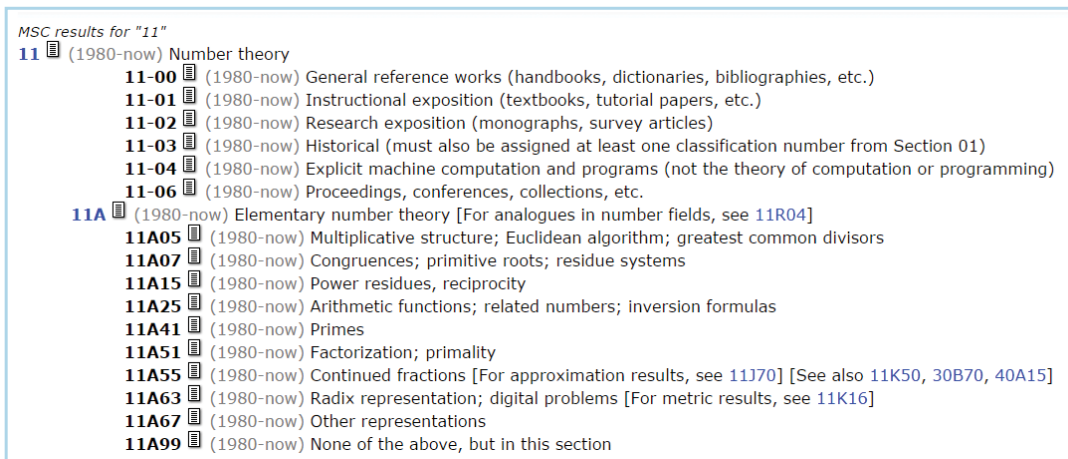 MSC results for "11"
11 (1980-now) Number theory
11-00 (1980-now) General reference works (handbooks, dictionaries, bibliographies, etc.)
11-01 (1980-now) Instructional exposition (textbooks, tutorial papers, etc.)
11-02 (1980-now) Research exposition (monographs, survey articles)
11-03 (1980-now) Historical (must also be assigned at least one classification number from Section 01)
11-04 (1980-now) Explicit machine computation and programs (not the theory of computation or programming)
11-06 (1980-now) Proceedings, conferences, collections, etc.
11A (1980-now) Elementary number theory [For analogues in number fields, see 11R04]
11A05 (1980-now) Multiplicative structure; Euclidean algorithm; greatest common divisors
11A07 (1980-now) Congruences; primitive roots; residue systems
11A15 (1980-now) Power residues, reciprocity
11A25 (1980-now) Arithmetic functions; related numbers; inversion formulas
11A41 (1980-now) Primes
11A51 (1980-now) Factorization; primality
11A55 (1980-now) Continued fractions [For approximation results, see 11J70] [See also 11K50, 30B70, 40A15]
11A63 (1980-now) Radix representation; digital problems [For metric results, see 11K16]
11A67 (1980-now) Other representations
11A99 (1980-now) None of the above, but in this section